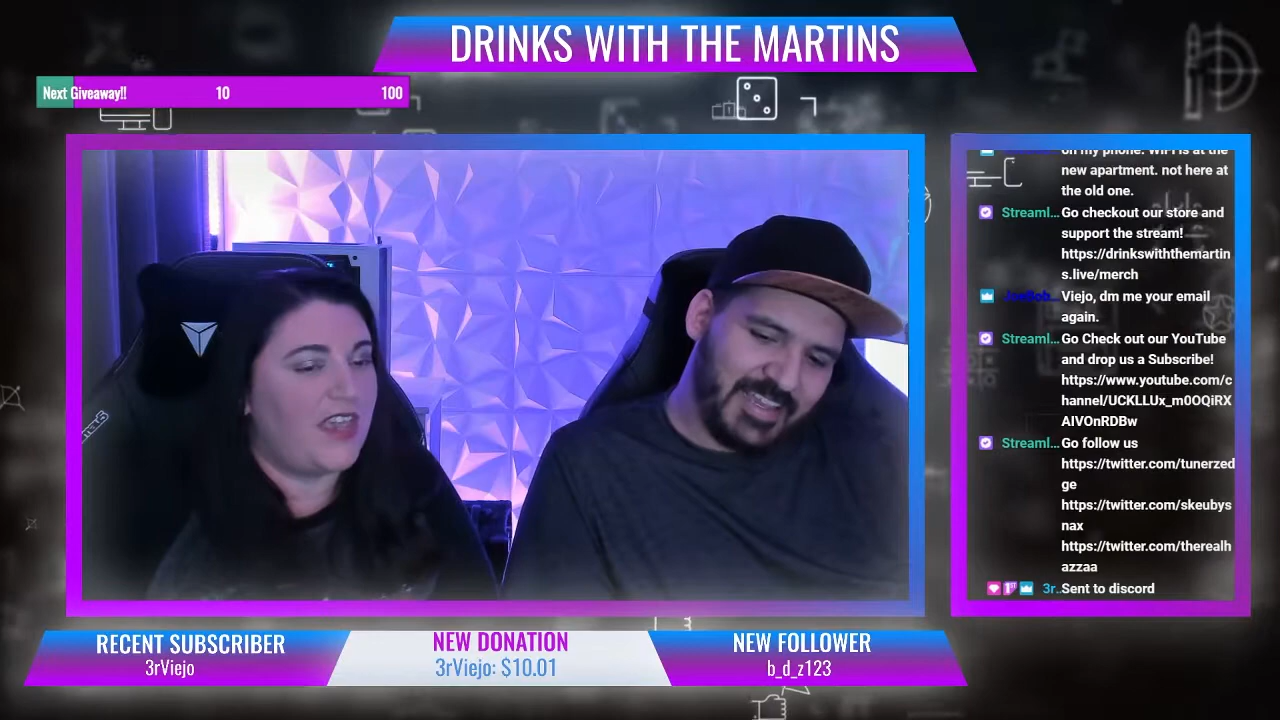 DRINKS WITH THE MARTINS
Next Giveaway!! 10 100
on my phone. WiFi is at the
new apartment. not here at
the old one.
Streaml... Go checkout our store and
support the stream!
https://drinkswiththemartin
s.live/merch
Viejo, dm me your email
again.
Streaml... Go Check out our YouTube
and drop us a Subscribe!
https://www.youtube.com/c
hannel/UCKLLUx_m0OQiRX
AIVOnRDBw
Streaml... Go follow us
https://twitter.com/tunerzed
ge
https://twitter.com/skeubys
nax
https://twitter.com/therealh
azzaa
3r.. Sent to discord
RECENT SUBSCRIBER
3rViejo
NEW DONATION
3rViejo: $10.01
NEW FOLLOWER
b_d_z123